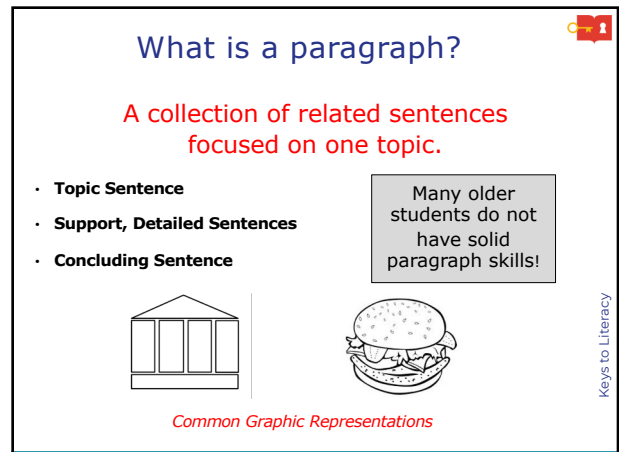 What is a paragraph?
A collection of related sentences
focused on one topic.
· Topic Sentence
· Support, Detailed Sentences
· Concluding Sentence
Many older
students do not
have solid
paragraph skills!
Common Graphic Representations
Keys to Literacy